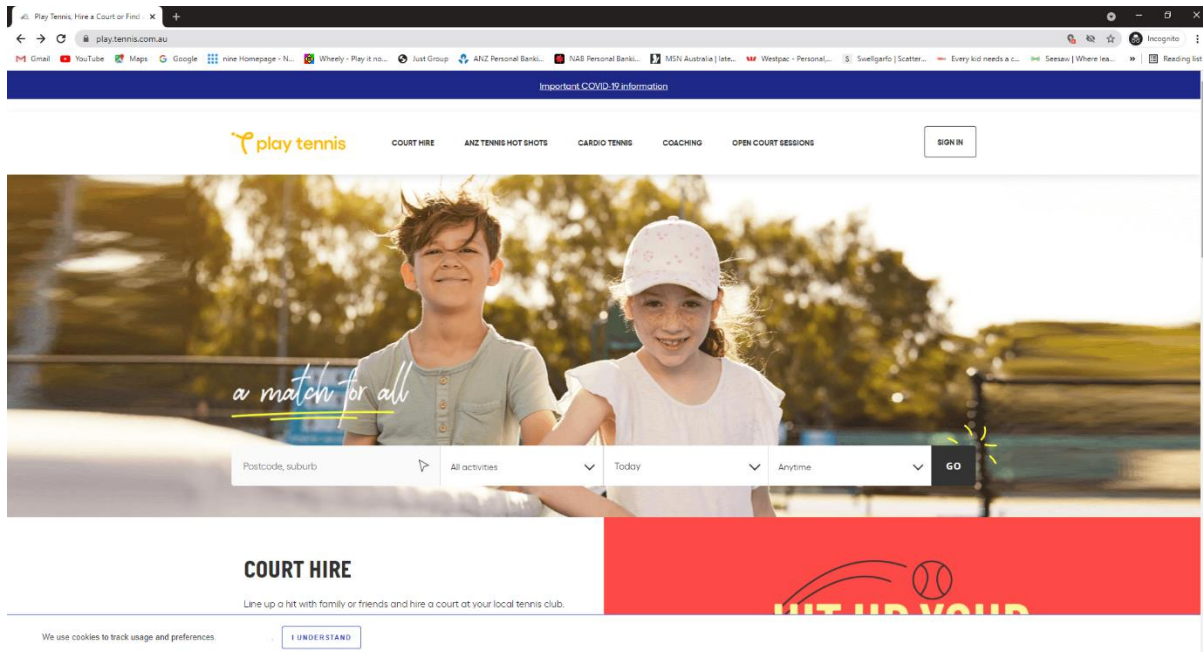 Play Tennis, Hire a Court or Find
play.tennis.com.au
Incognito
Gmail YouTube Maps Google nine Homepage - N... Wheely - Play it no... Just Group ANZ Personal Banki... NAB Personal Banki... MSN Australia | late... Westpac - Personal,... Swellgarfo | Scatter... Every kid needs a c... Seesaw | Where lea... » Reading list
Important COVID-19 information
play tennis COURT HIRE ANZ TENNIS HOT SHOTS CARDIO TENNIS COACHING OPEN COURT SESSIONS SIGN IN
a match for all
Postcode, suburb All activities Today Anytime GO
COURT HIRE
Line up a hit with family or friends and hire a court at your local tennis club.
HIT UP YOUR
We use cookies to track usage and preferences I UNDERSTAND